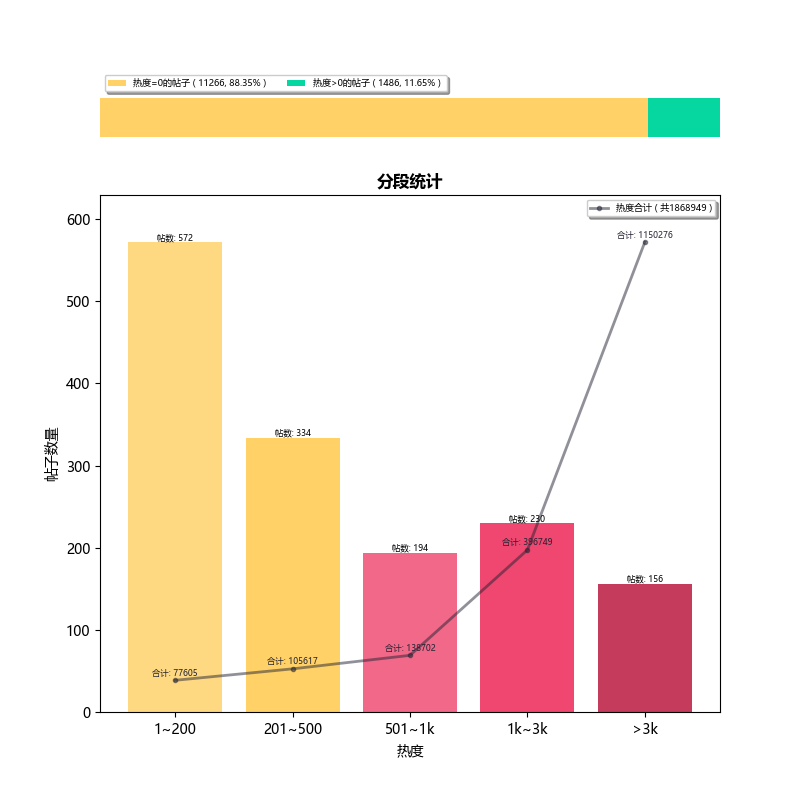 热度=0的帖子 ( 11266, 88.35% )
热度>0的帖子 ( 1486, 11.65% )
分段统计
热度合计 ( 共1868949 )
合计: 1150276
帖数: 572
帖数: 334
帖数: 230
合计: 396749
帖数: 194
帖数: 156
合计: 138702
合计: 105617
合计: 77605
600
500
400
300
200
100
0
帖子数量
1~200
201~500
501~1k
1k~3k
>3k
热度